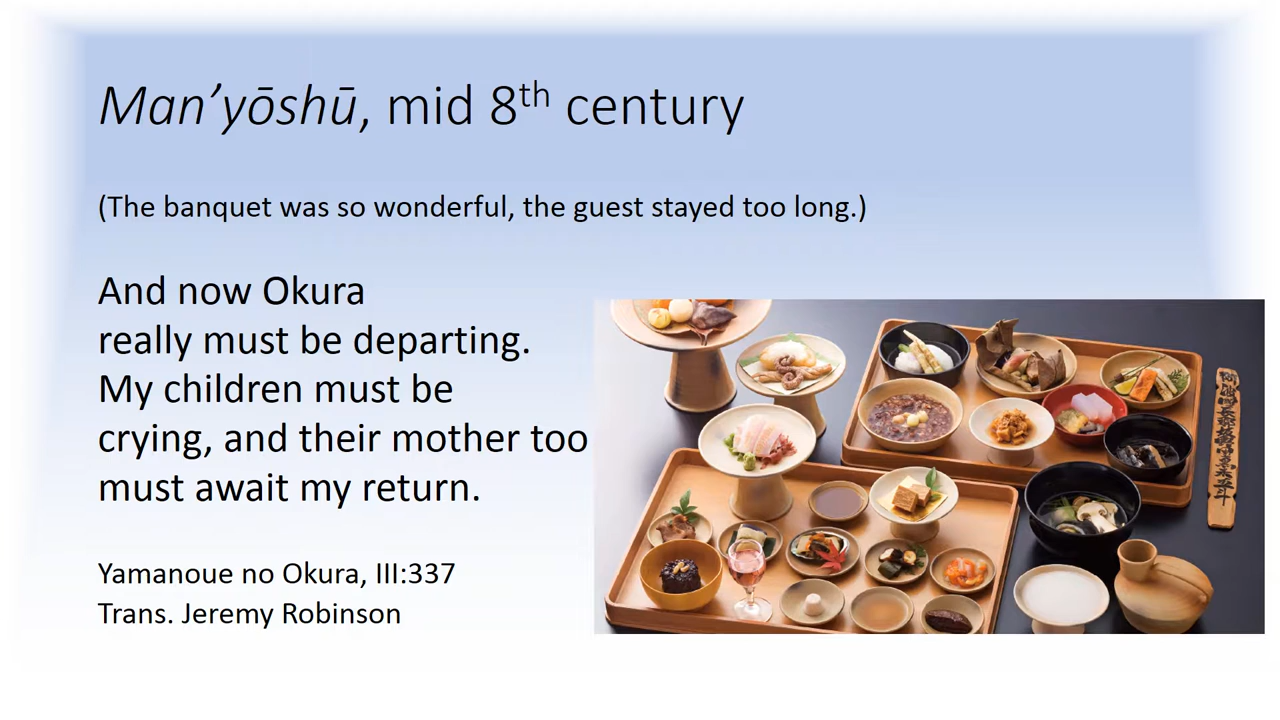 Man’yōshū, mid 8th century
(The banquet was so wonderful, the guest stayed too long.)
And now Okura
really must be departing.
My children must be
crying, and their mother too
must await my return.
Yamanoue no Okura, III:337
Trans. Jeremy Robinson